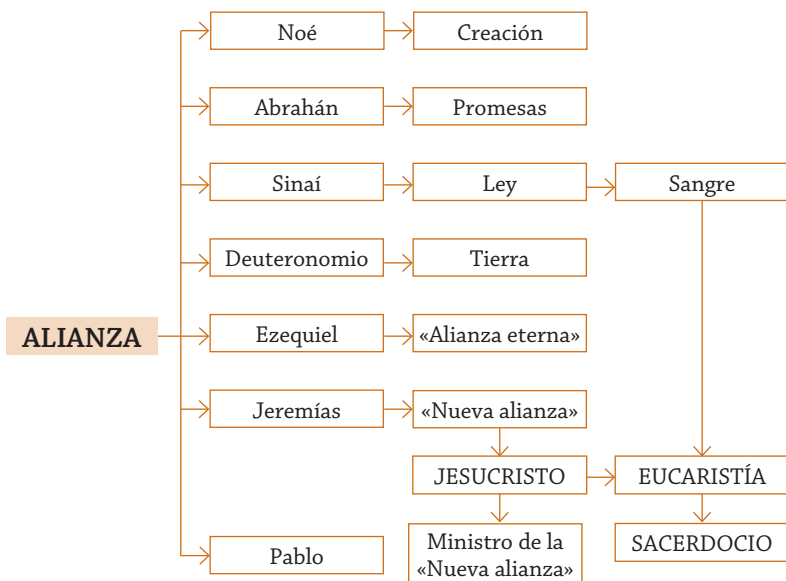 Noé Creación
Abrahán Promesas
Sinaí Ley Sangre
Deuteronomio Tierra
ALIANZA Ezequiel «Alianza eterna»
Jeremías «Nueva alianza»
JESUCRISTO EUCARISTÍA
Pablo Ministro de la SACERDOCIO
«Nueva alianza»